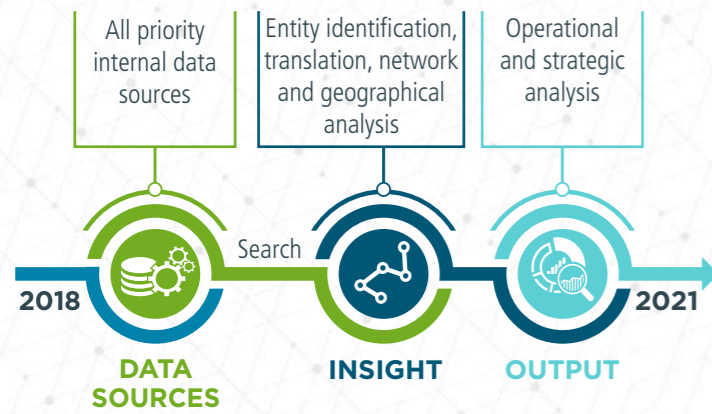 All priority
internal data
sources
Entity identification,
translation, network
and geographical
analysis
Operational
and strategic
analysis
Search
2018
2021
DATA
SOURCES
INSIGHT
OUTPUT